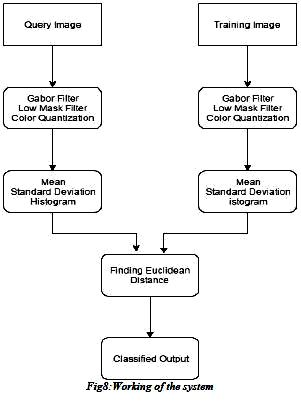 Query Image
Training Image
Gabor Filter
Low Mask Filter
Color Quantization
Gabor Filter
Low Mask Filter
Color Quantization
Mean
Standard Deviation
Histogram
Mean
Standard Deviation
istogram
Finding Euclidean
Distance
Classified Output
Fig8:Working of the system